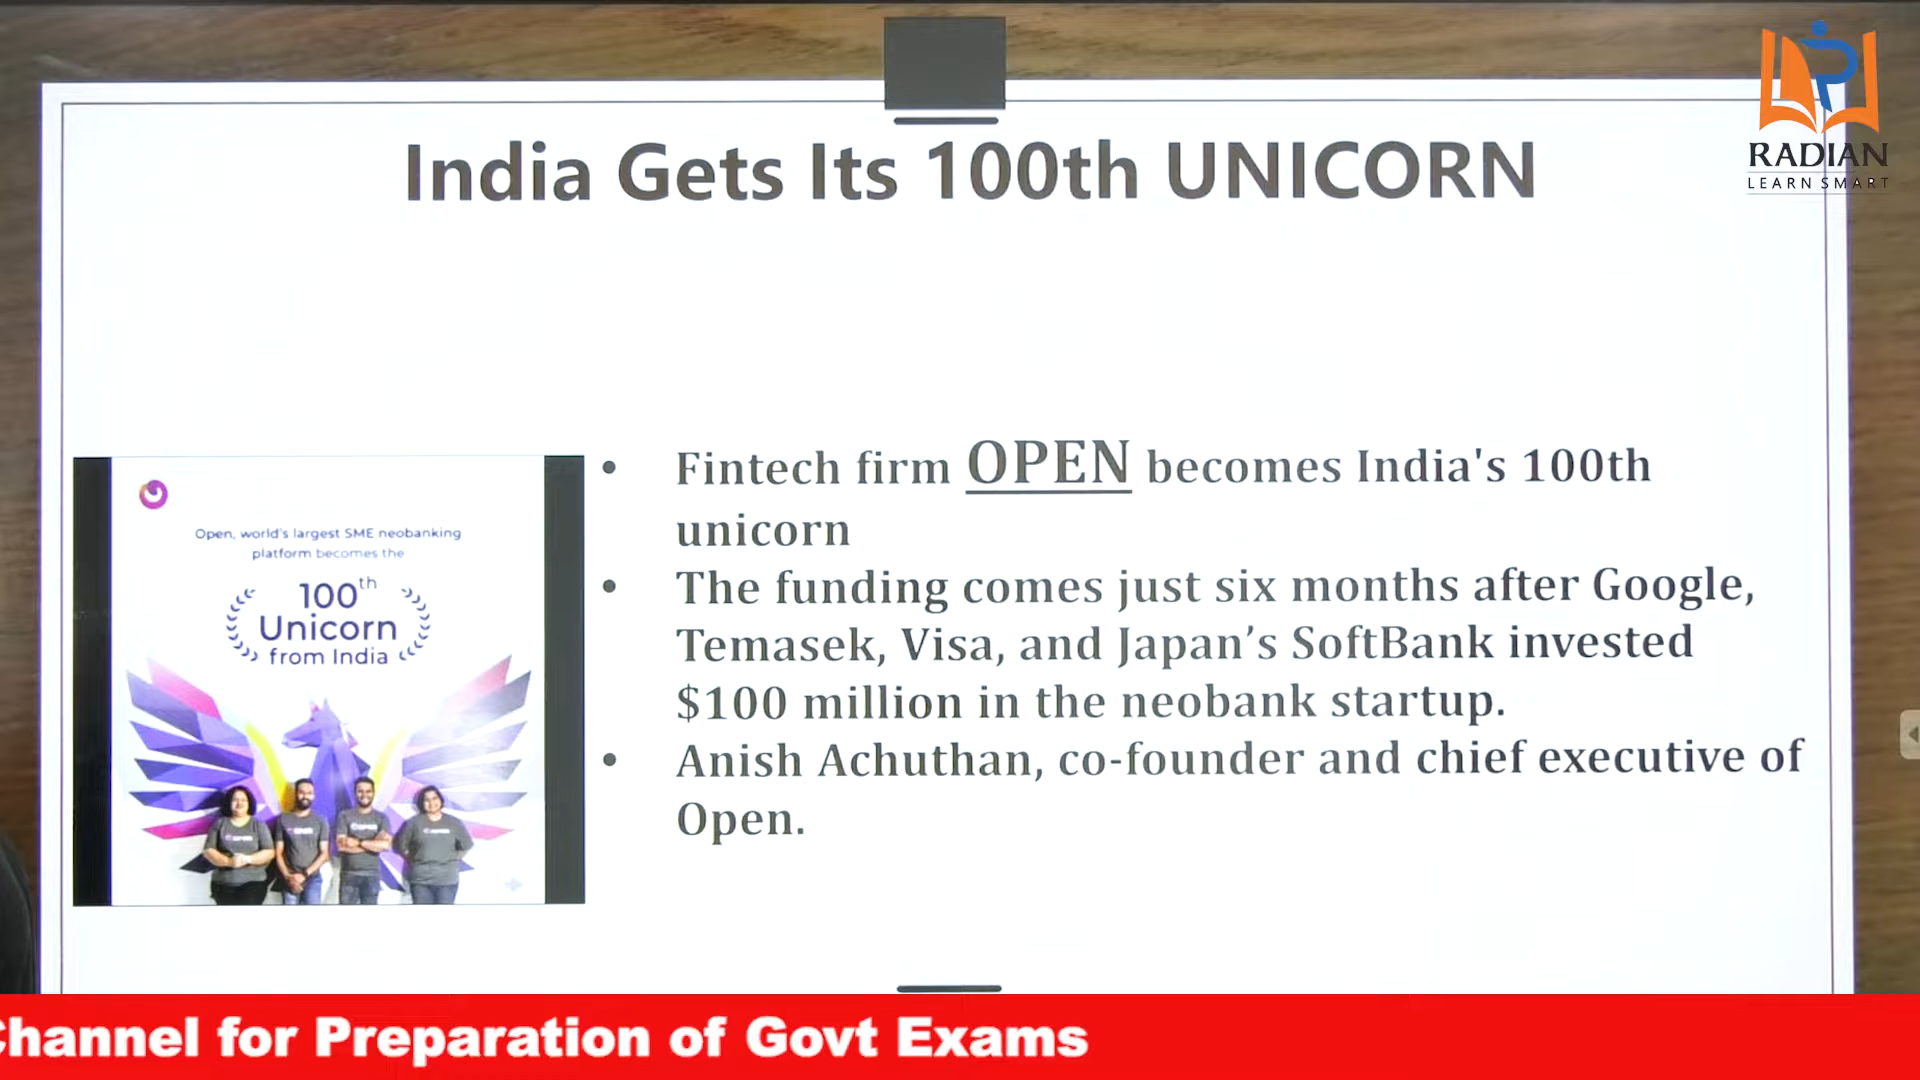 RADIAN
LEARN SMART
India Gets Its 100th UNICORN
Open, world's largest SME neobanking
platform becomes the
100th
Unicorn
from India
• Fintech firm OPEN becomes India's 100th
unicorn
• The funding comes just six months after Google,
Temasek, Visa, and Japan’s SoftBank invested
$100 million in the neobank startup.
• Anish Achuthan, co-founder and chief executive of
Open.
Channel for Preparation of Govt Exams